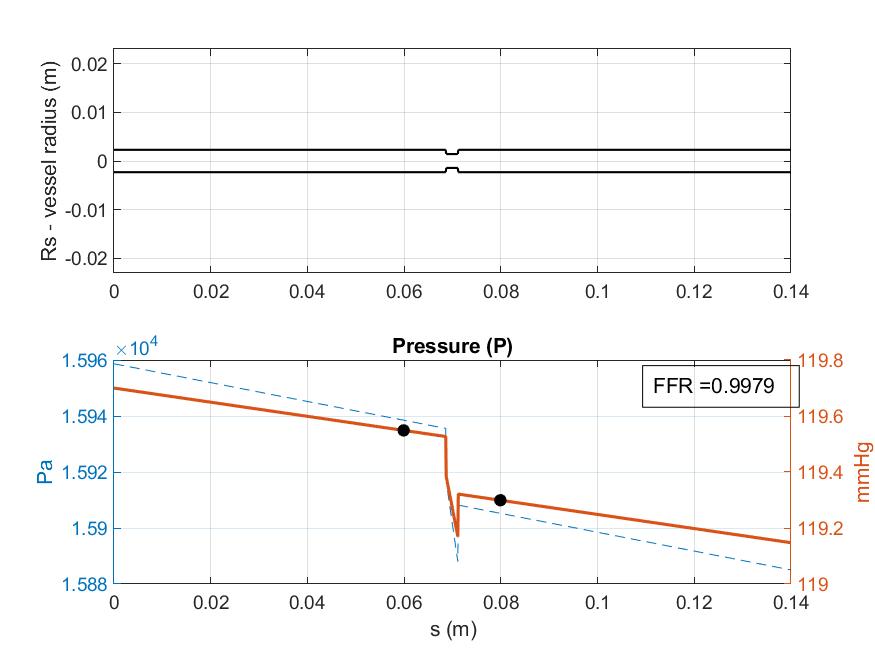 Rs - vessel radius (m)
0.02
0.01
0
-0.01
-0.02
0 0.02 0.04 0.06 0.08 0.1 0.12 0.14
Pressure (P)
×10⁴
Pa
1.596
1.594
1.592
1.59
1.588
FFR =0.9979
119.8
119.6
119.4
119.2
119
mmHg
0 0.02 0.04 0.06 0.08 0.1 0.12 0.14
s (m)